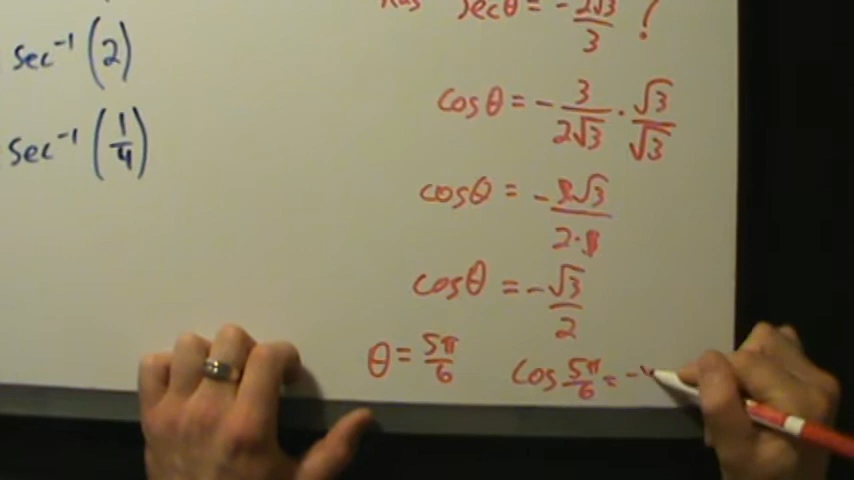 sec⁻¹(2)
sec⁻¹(1/4)
has secθ = -2√3/3 ?
cosθ = -3/2√3 · √3/√3
cosθ = -3√3/2·3
cosθ = -√3/2
θ = 5π/6
cos 5π/6 = -